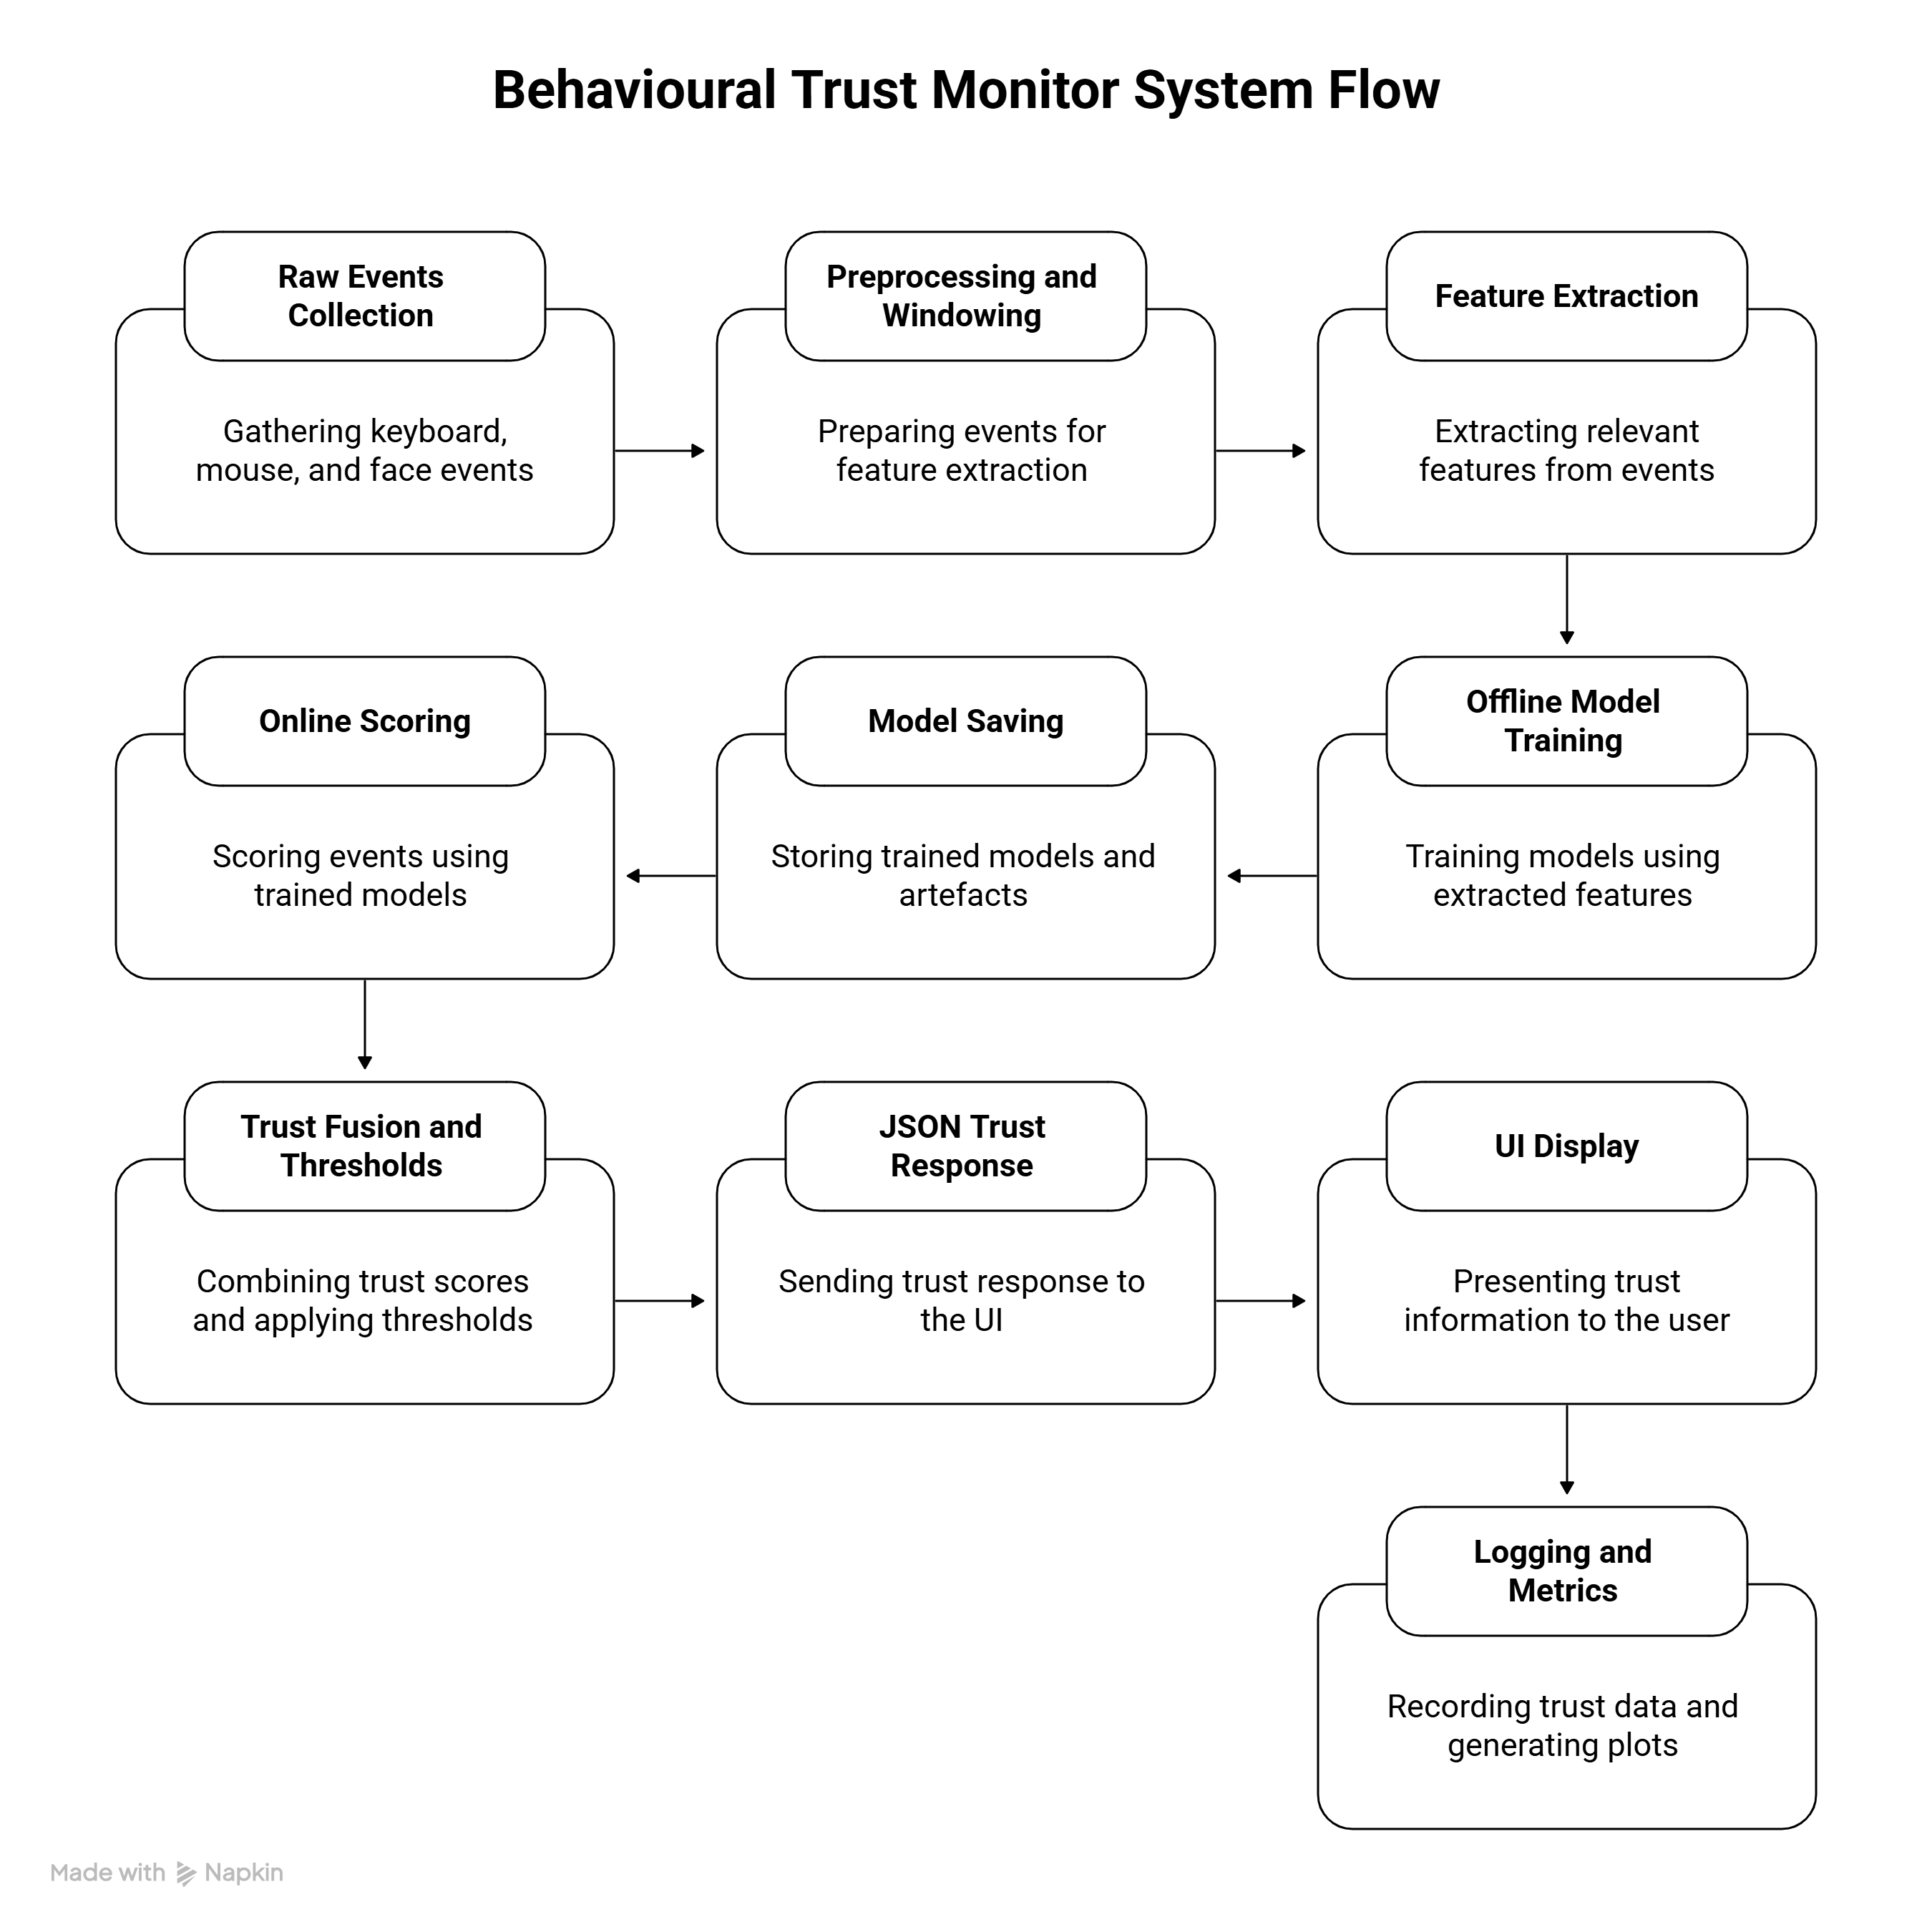 Behavioural Trust Monitor System Flow
Raw Events
Collection
Gathering keyboard,
mouse, and face events
Preprocessing and
Windowing
Preparing events for
feature extraction
Feature Extraction
Extracting relevant
features from events
Offline Model
Training
Training models using
extracted features
Model Saving
Storing trained models and
artefacts
Online Scoring
Scoring events using
trained models
Trust Fusion and
Thresholds
Combining trust scores
and applying thresholds
JSON Trust
Response
Sending trust response to
the UI
UI Display
Presenting trust
information to the user
Logging and
Metrics
Recording trust data and
generating plots
Made with Napkin